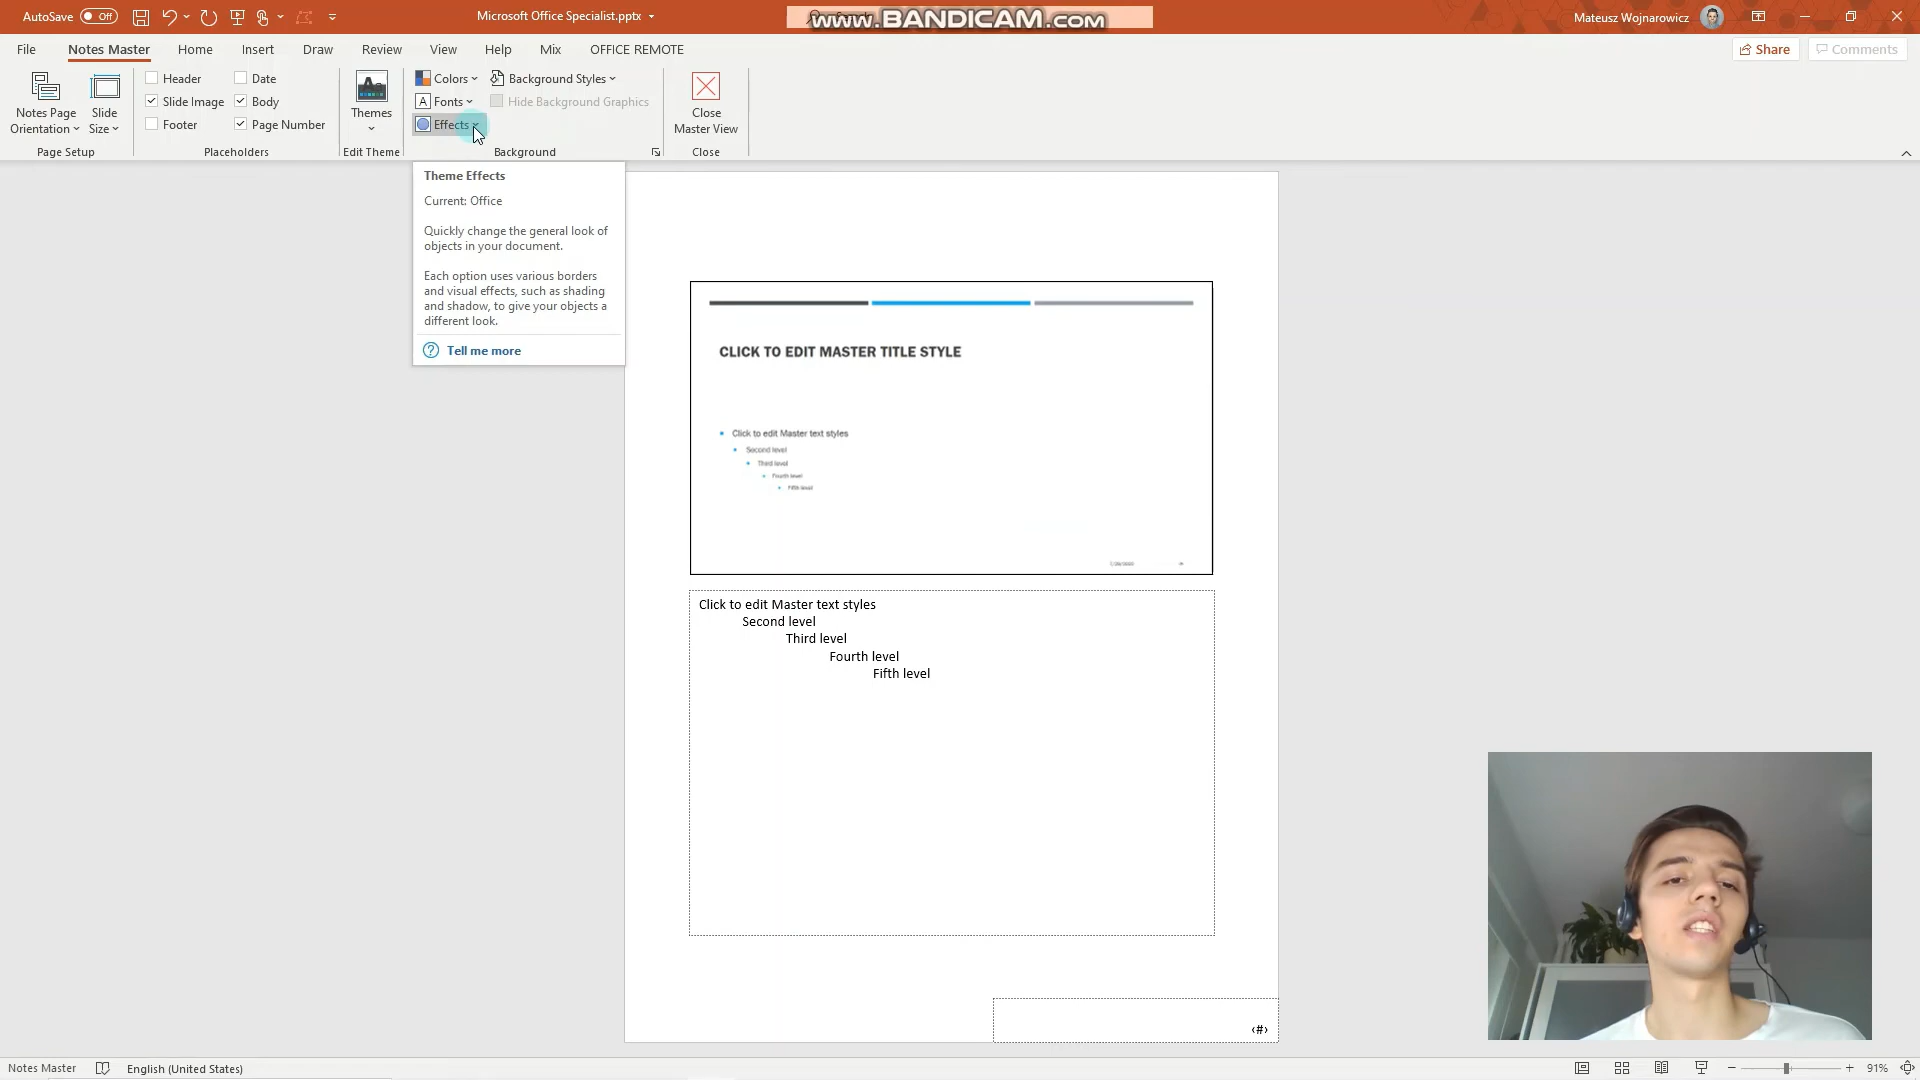 AutoSave Off
Microsoft Office Specialist.pptx
www.BANDICAM.com
Mateusz Wojnarowicz
File Notes Master Home Insert Draw Review View Help Mix OFFICE REMOTE
Share Comments
Header Date
Colors Background Styles
Notes Page Slide
Slide Image Body
Themes
Fonts Hide Background Graphics
Close
Orientation Size
Footer Page Number
Effects
Master View
Page Setup Placeholders Edit Theme Background Close
Theme Effects
Current: Office
Quickly change the general look of
objects in your document.
Each option uses various borders
and visual effects, such as shading
and shadow, to give your objects a
different look.
Tell me more
CLICK TO EDIT MASTER TITLE STYLE
Click to edit Master text styles
Second level
Third level
Fourth level
Fifth level
Click to edit Master text styles
Second level
Third level
Fourth level
Fifth level
‹#›
Notes Master English (United States) 91%